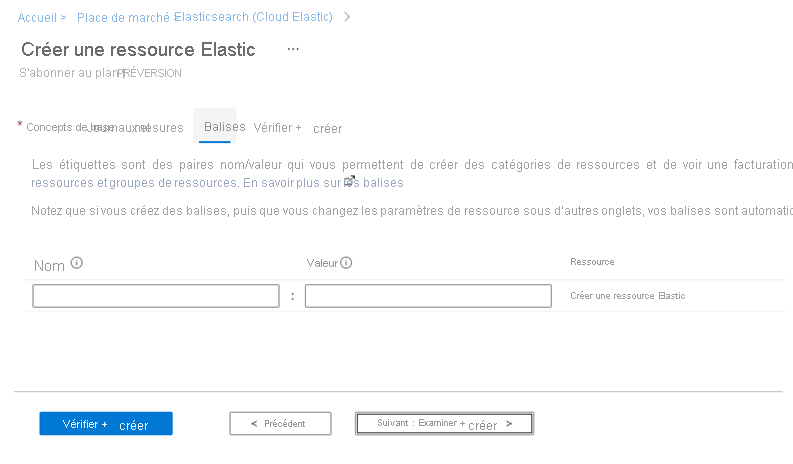 Accueil > Place de marché > Elasticsearch (Cloud Elastic) >
Créer une ressource Elastic ...
S'abonner au plan PRÉVERSION
* Concepts de base Journaux et mesures Balises Vérifier + créer
Les étiquettes sont des paires nom/valeur qui vous permettent de créer des catégories de ressources et de voir une facturation
ressources et groupes de ressources. En savoir plus sur les balises
Notez que si vous créez des balises, puis que vous changez les paramètres de ressource sous d'autres onglets, vos balises sont automatic
Nom Valeur Ressource
: Créer une ressource Elastic
Vérifier + créer < Précédent Suivant : Examiner + créer >